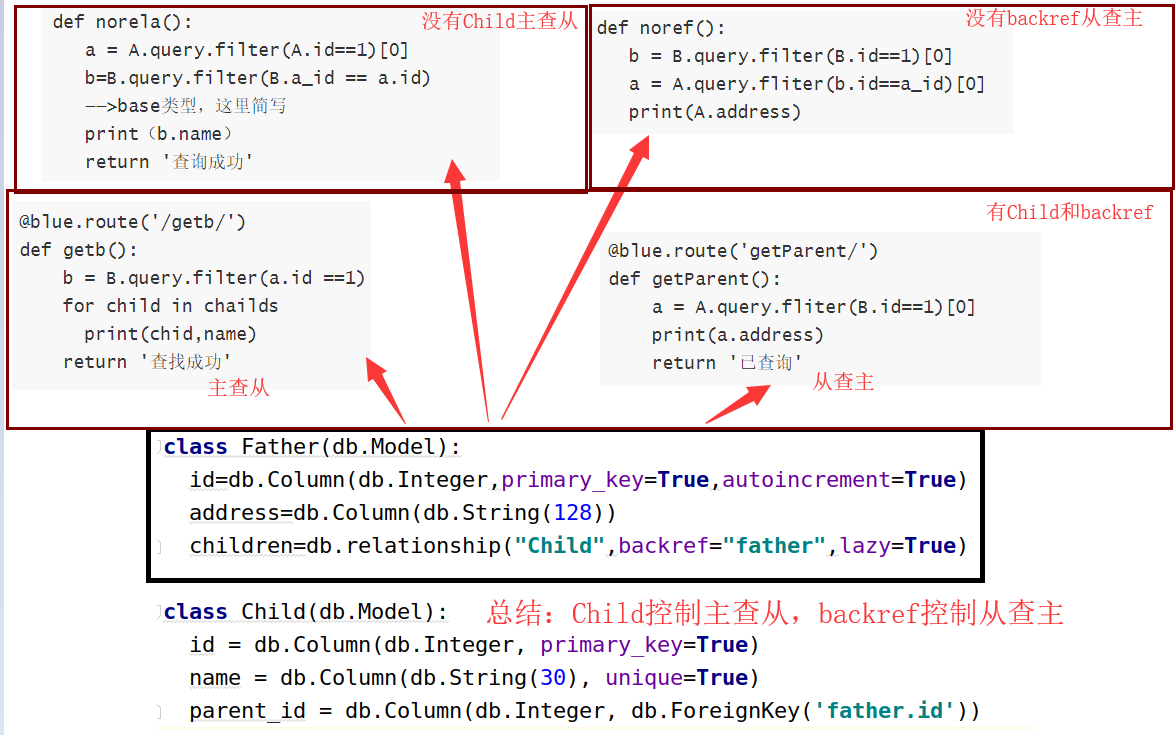 没有Child主查从
def norela():
a = A.query.filter(A.id==1)[0]
b=B.query.filter(B.a_id == a.id)
-->base类型，这里简写
print（b.name）
return '查询成功'
没有backref从查主
def noref():
b = B.query.filter(B.id==1)[0]
a = A.query.fliter(b.id==a_id)[0]
print(A.address)
@blue.route('/getb/')
def getb():
b = B.query.filter(a.id ==1)
for child in chailds
print(chid,name)
return '查找成功'
主查从
有Child和backref
@blue.route('getParent/')
def getParent():
a = A.query.fliter(B.id==1)[0]
print(a.address)
return '已查询'
从查主
class Father(db.Model):
id=db.Column(db.Integer,primary_key=True,autoincrement=True)
address=db.Column(db.String(128))
children=db.relationship("Child",backref="father",lazy=True)
class Child(db.Model):
总结：Child控制主查从，backref控制从查主
id = db.Column(db.Integer, primary_key=True)
name = db.Column(db.String(30), unique=True)
parent_id = db.Column(db.Integer, db.ForeignKey('father.id'))